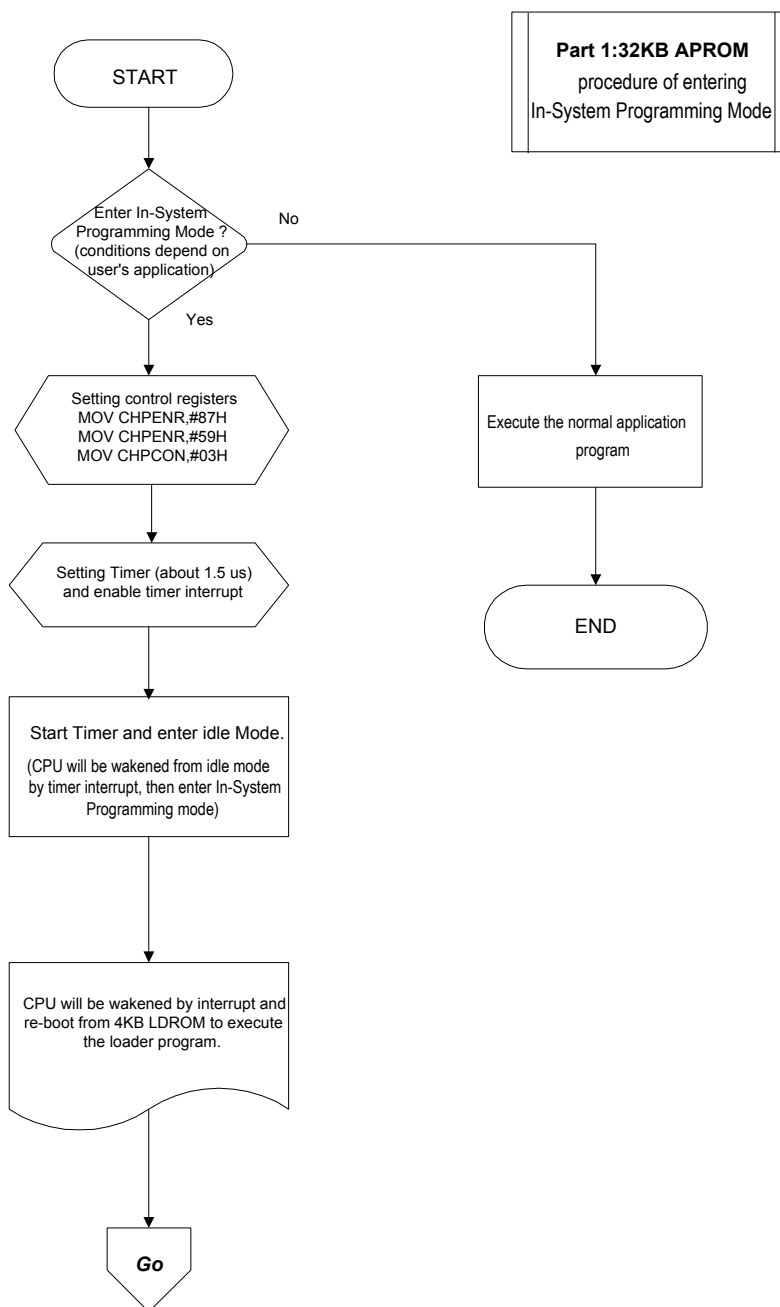 START
Part 1:32KB APROM
procedure of entering
In-System Programming Mode
Enter In-System
Programming Mode ?
(conditions depend on
user's application)
No
Yes
Setting control registers
MOV CHPENR,#87H
MOV CHPENR,#59H
MOV CHPCON,#03H
Execute the normal application
program
Setting Timer (about 1.5 us)
and enable timer interrupt
END
Start Timer and enter idle Mode.
(CPU will be wakened from idle mode
by timer interrupt, then enter In-System
Programming mode)
CPU will be wakened by interrupt and
re-boot from 4KB LDROM to execute
the loader program.
Go